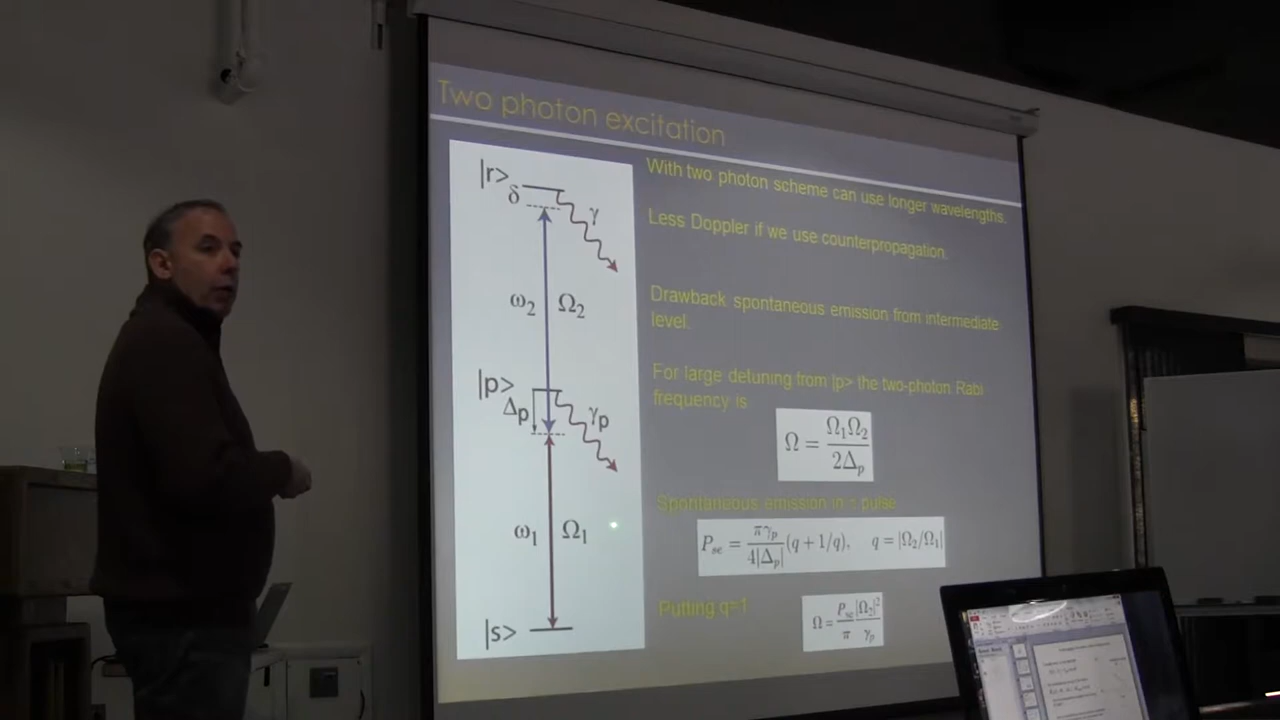 Two photon excitation
|r>
δ
γ
ω₂ Ω₂
|p>
Δₚ γₚ
ω₁ Ω₁
|s>
With two photon scheme can use longer wavelengths.
Less Doppler if we use counterpropagation.
Drawback spontaneous emission from intermediate
level.
For large detuning from |p> the two-photon Rabi
frequency is
Ω = Ω₁Ω₂ / 2Δₚ
Spontaneous emission in π pulse
Pₛₑ = πγₚ / 4|Δₚ| (q + 1/q), q = |Ω₂/Ω₁|
Putting q=1
Ω = Pₛₑ / π |Ω₂|² / γₚ